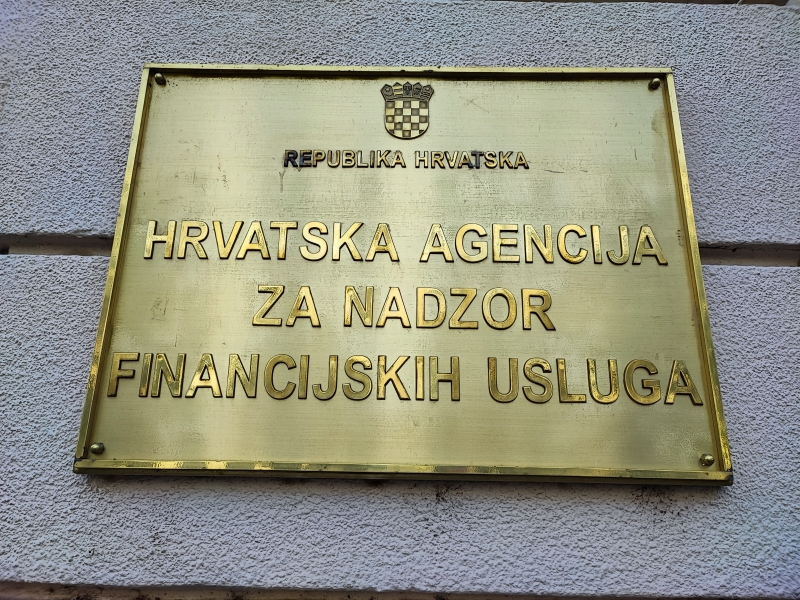 REPUBLIKA HRVATSKA
HRVATSKA AGENCIJA
ZA NADZOR
FINANCIJSKIH USLUGA